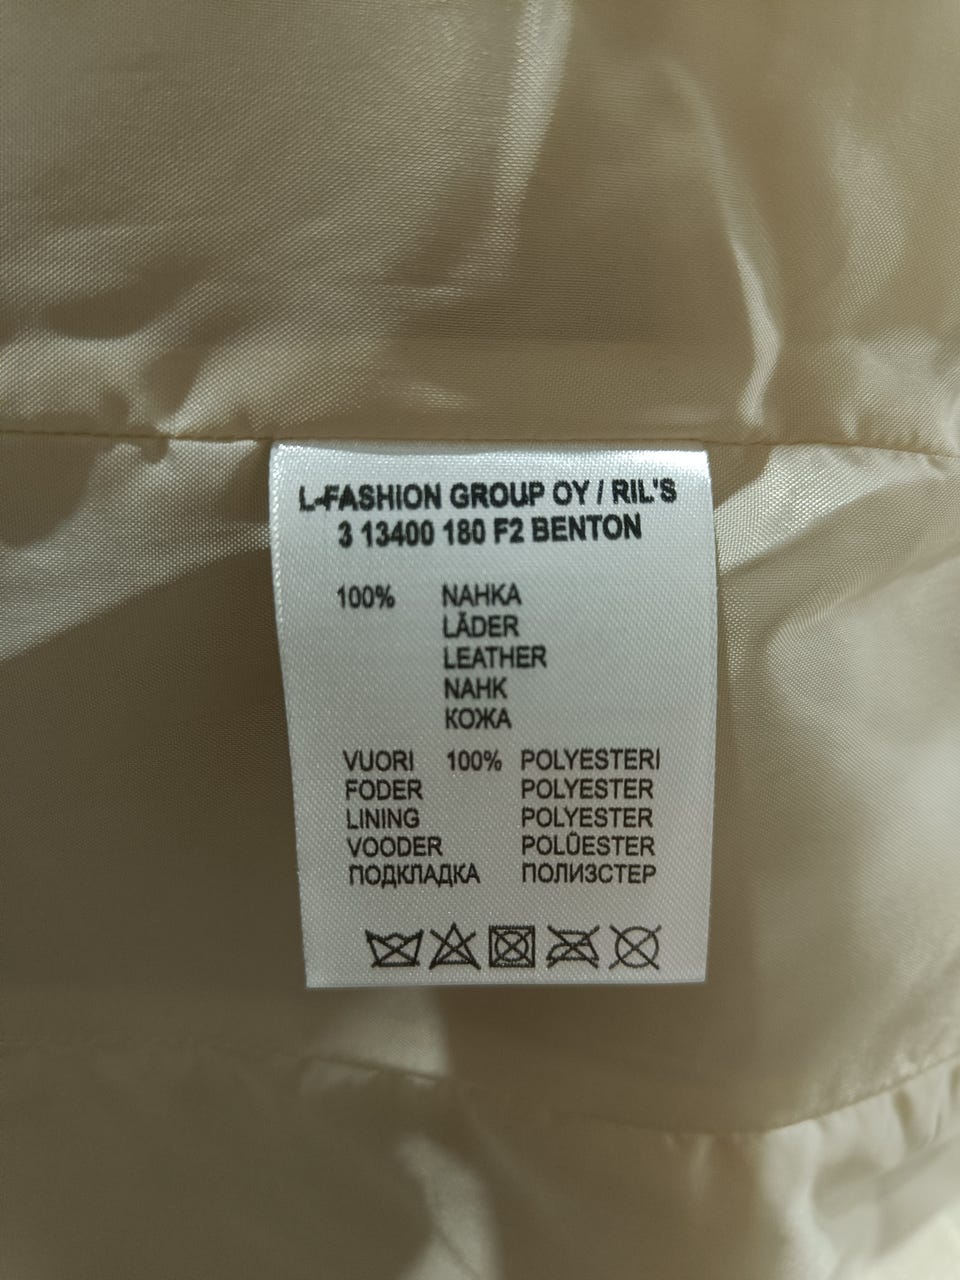 L-FASHION GROUP OY / RIL'S
3 13400 180 F2 BENTON
100% NAHKA
LÄDER
LEATHER
NAHK
КОЖА
VUORI 100% POLYESTERI
FODER POLYESTER
LINING POLYESTER
VOODER POLÜESTER
ПОДКЛАДКА ПОЛИЗСТЕР